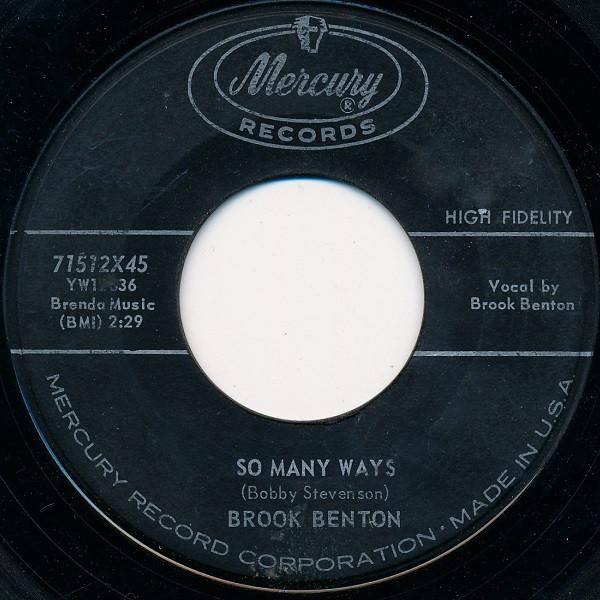 Mercury
®
RECORDS
HIGH FIDELITY
71512X45
Brenda Music
(BMI) 2:29
Vocal by
Brook Benton
SO MANY WAYS
(Bobby Stevenson)
BROOK BENTON
MERCURY RECORD CORPORATION · MADE IN U.S.A